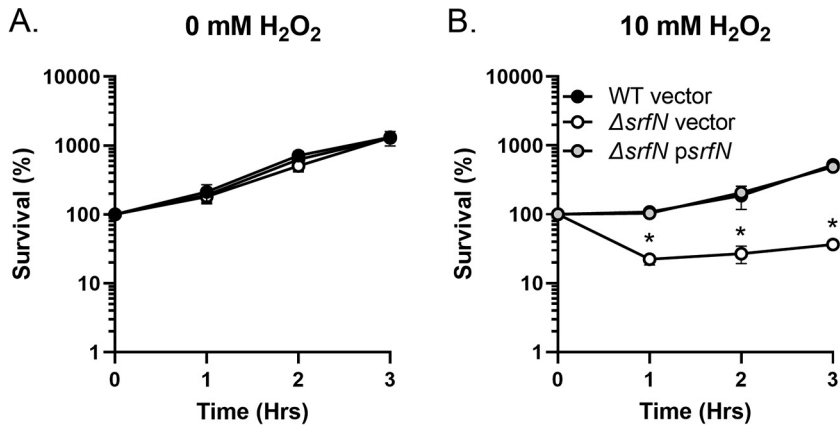 A.
0 mM H₂O₂
Survival (%)
10000
1000
100
10
1
0
1
2
3
Time (Hrs)
B.
10 mM H₂O₂
Survival (%)
10000
1000
100
10
1
WT vector
ΔsrfN vector
ΔsrfN psrfN
*
*
*
0
1
2
3
Time (Hrs)